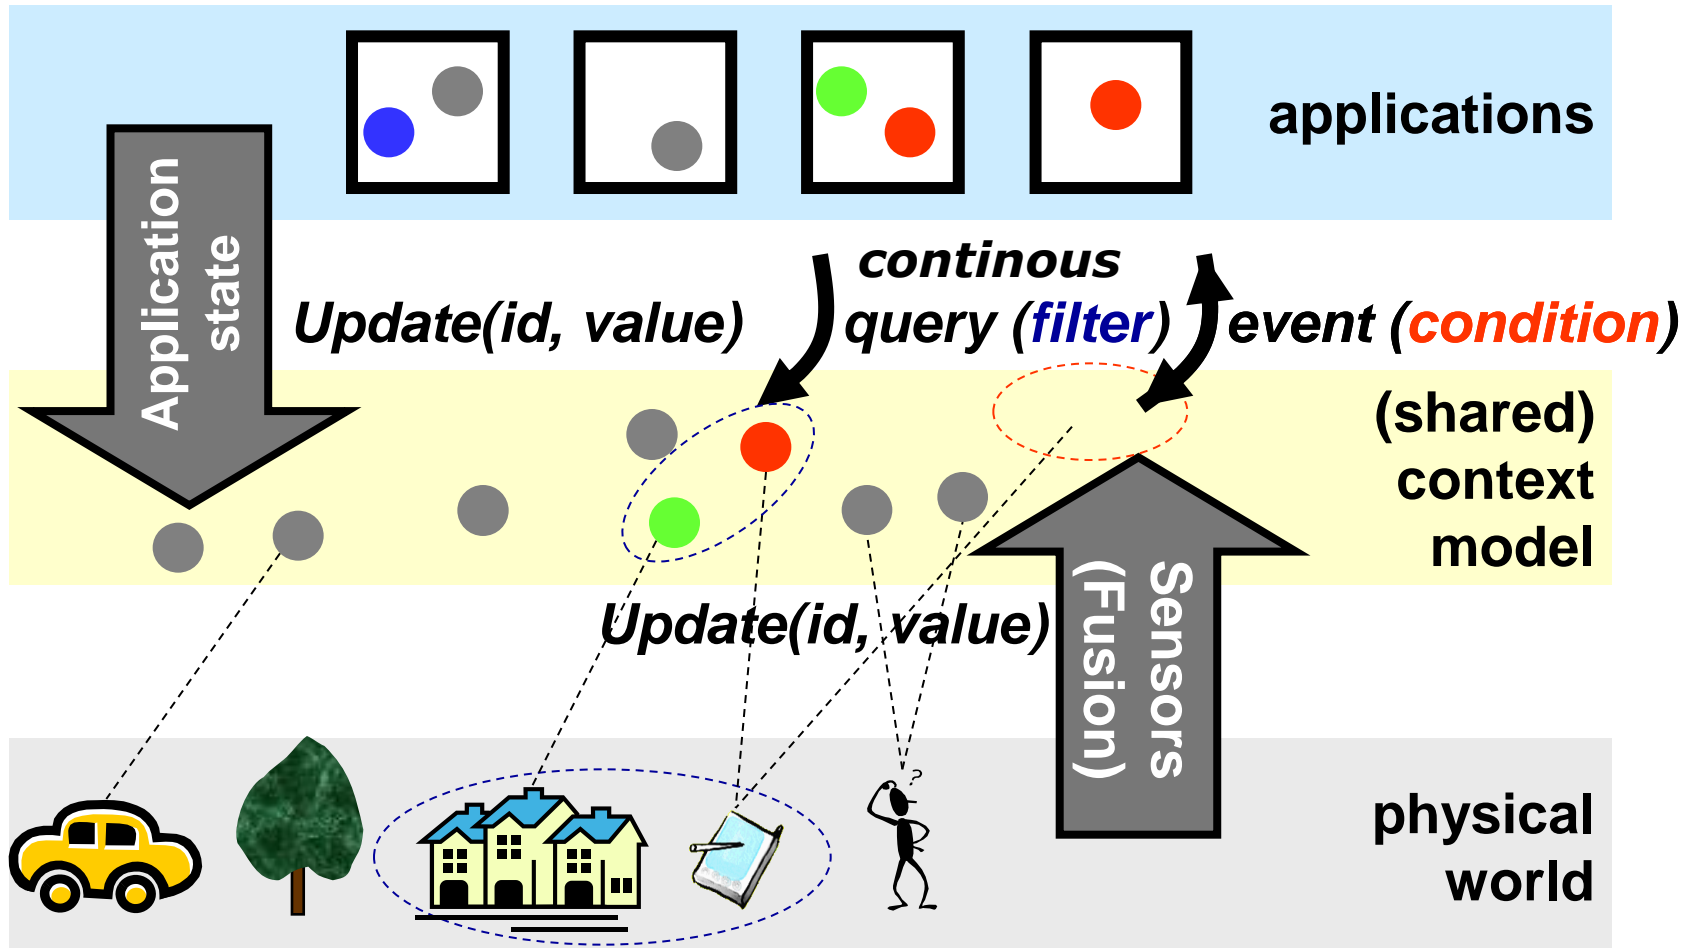 applications
Application
state
continous
Update(id, value)
query (filter)
event (condition)
(shared)
context
model
Update(id, value)
Sensors
(Fusion)
?
physical
world